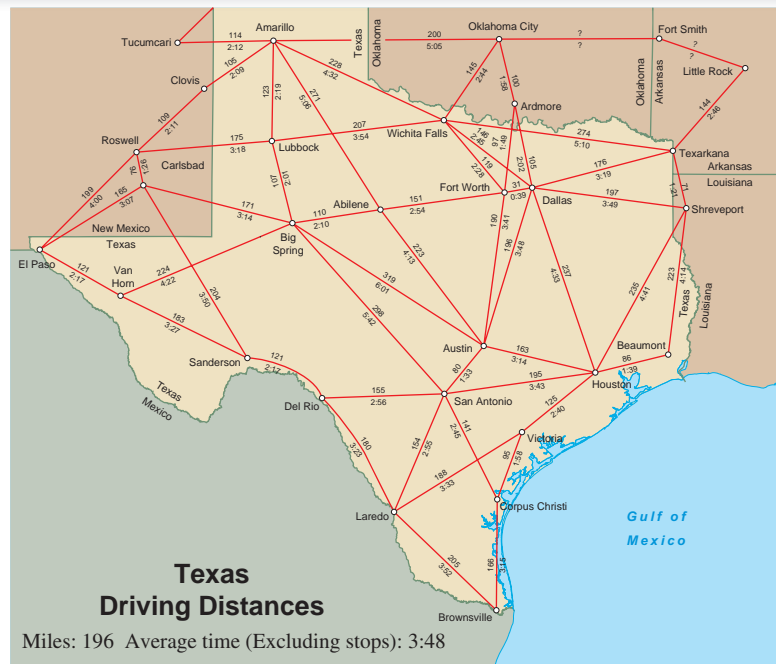 Tucumcari
114
2:12
Amarillo
Texas
Oklahoma
200
5:05
Oklahoma City
?
?
Fort Smith
?
?
Little Rock
Clovis
105
2:09
123
2:19
271
5:06
228
4:32
145
2:44
100
1:58
Ardmore
Oklahoma
Arkansas
144
2:46
109
2:11
Roswell
175
3:18
Lubbock
207
3:54
Wichita Falls
146
2:45
97
1:49
119
2:28
105
2:02
274
5:10
Texarkana
Arkansas
Louisiana
76
1:26
Carlsbad
199
4:00
165
3:07
107
2:01
Abilene
151
2:54
Fort Worth
31
0:39
Dallas
176
3:19
197
3:49
71
1:21
Shreveport
171
3:14
110
2:10
Big
Spring
New Mexico
Texas
El Paso
121
2:17
Van
Horn
224
4:22
204
3:50
183
3:27
319
6:01
298
5:42
223
4:13
190
3:41
196
3:48
237
4:33
235
4:41
223
4:14
Texas
Louisiana
Sanderson
121
2:17
Texas
Mexico
Austin
163
3:14
80
1:33
Beaumont
86
1:39
Houston
Del Rio
155
2:56
San Antonio
195
3:43
125
2:40
180
3:23
154
2:55
141
2:45
Victoria
95
1:58
188
3:33
Laredo
Corpus Christi
Gulf of
Mexico
205
3:52
166
3:15
Brownsville
Texas
Driving Distances
Miles: 196 Average time (Excluding stops): 3:48